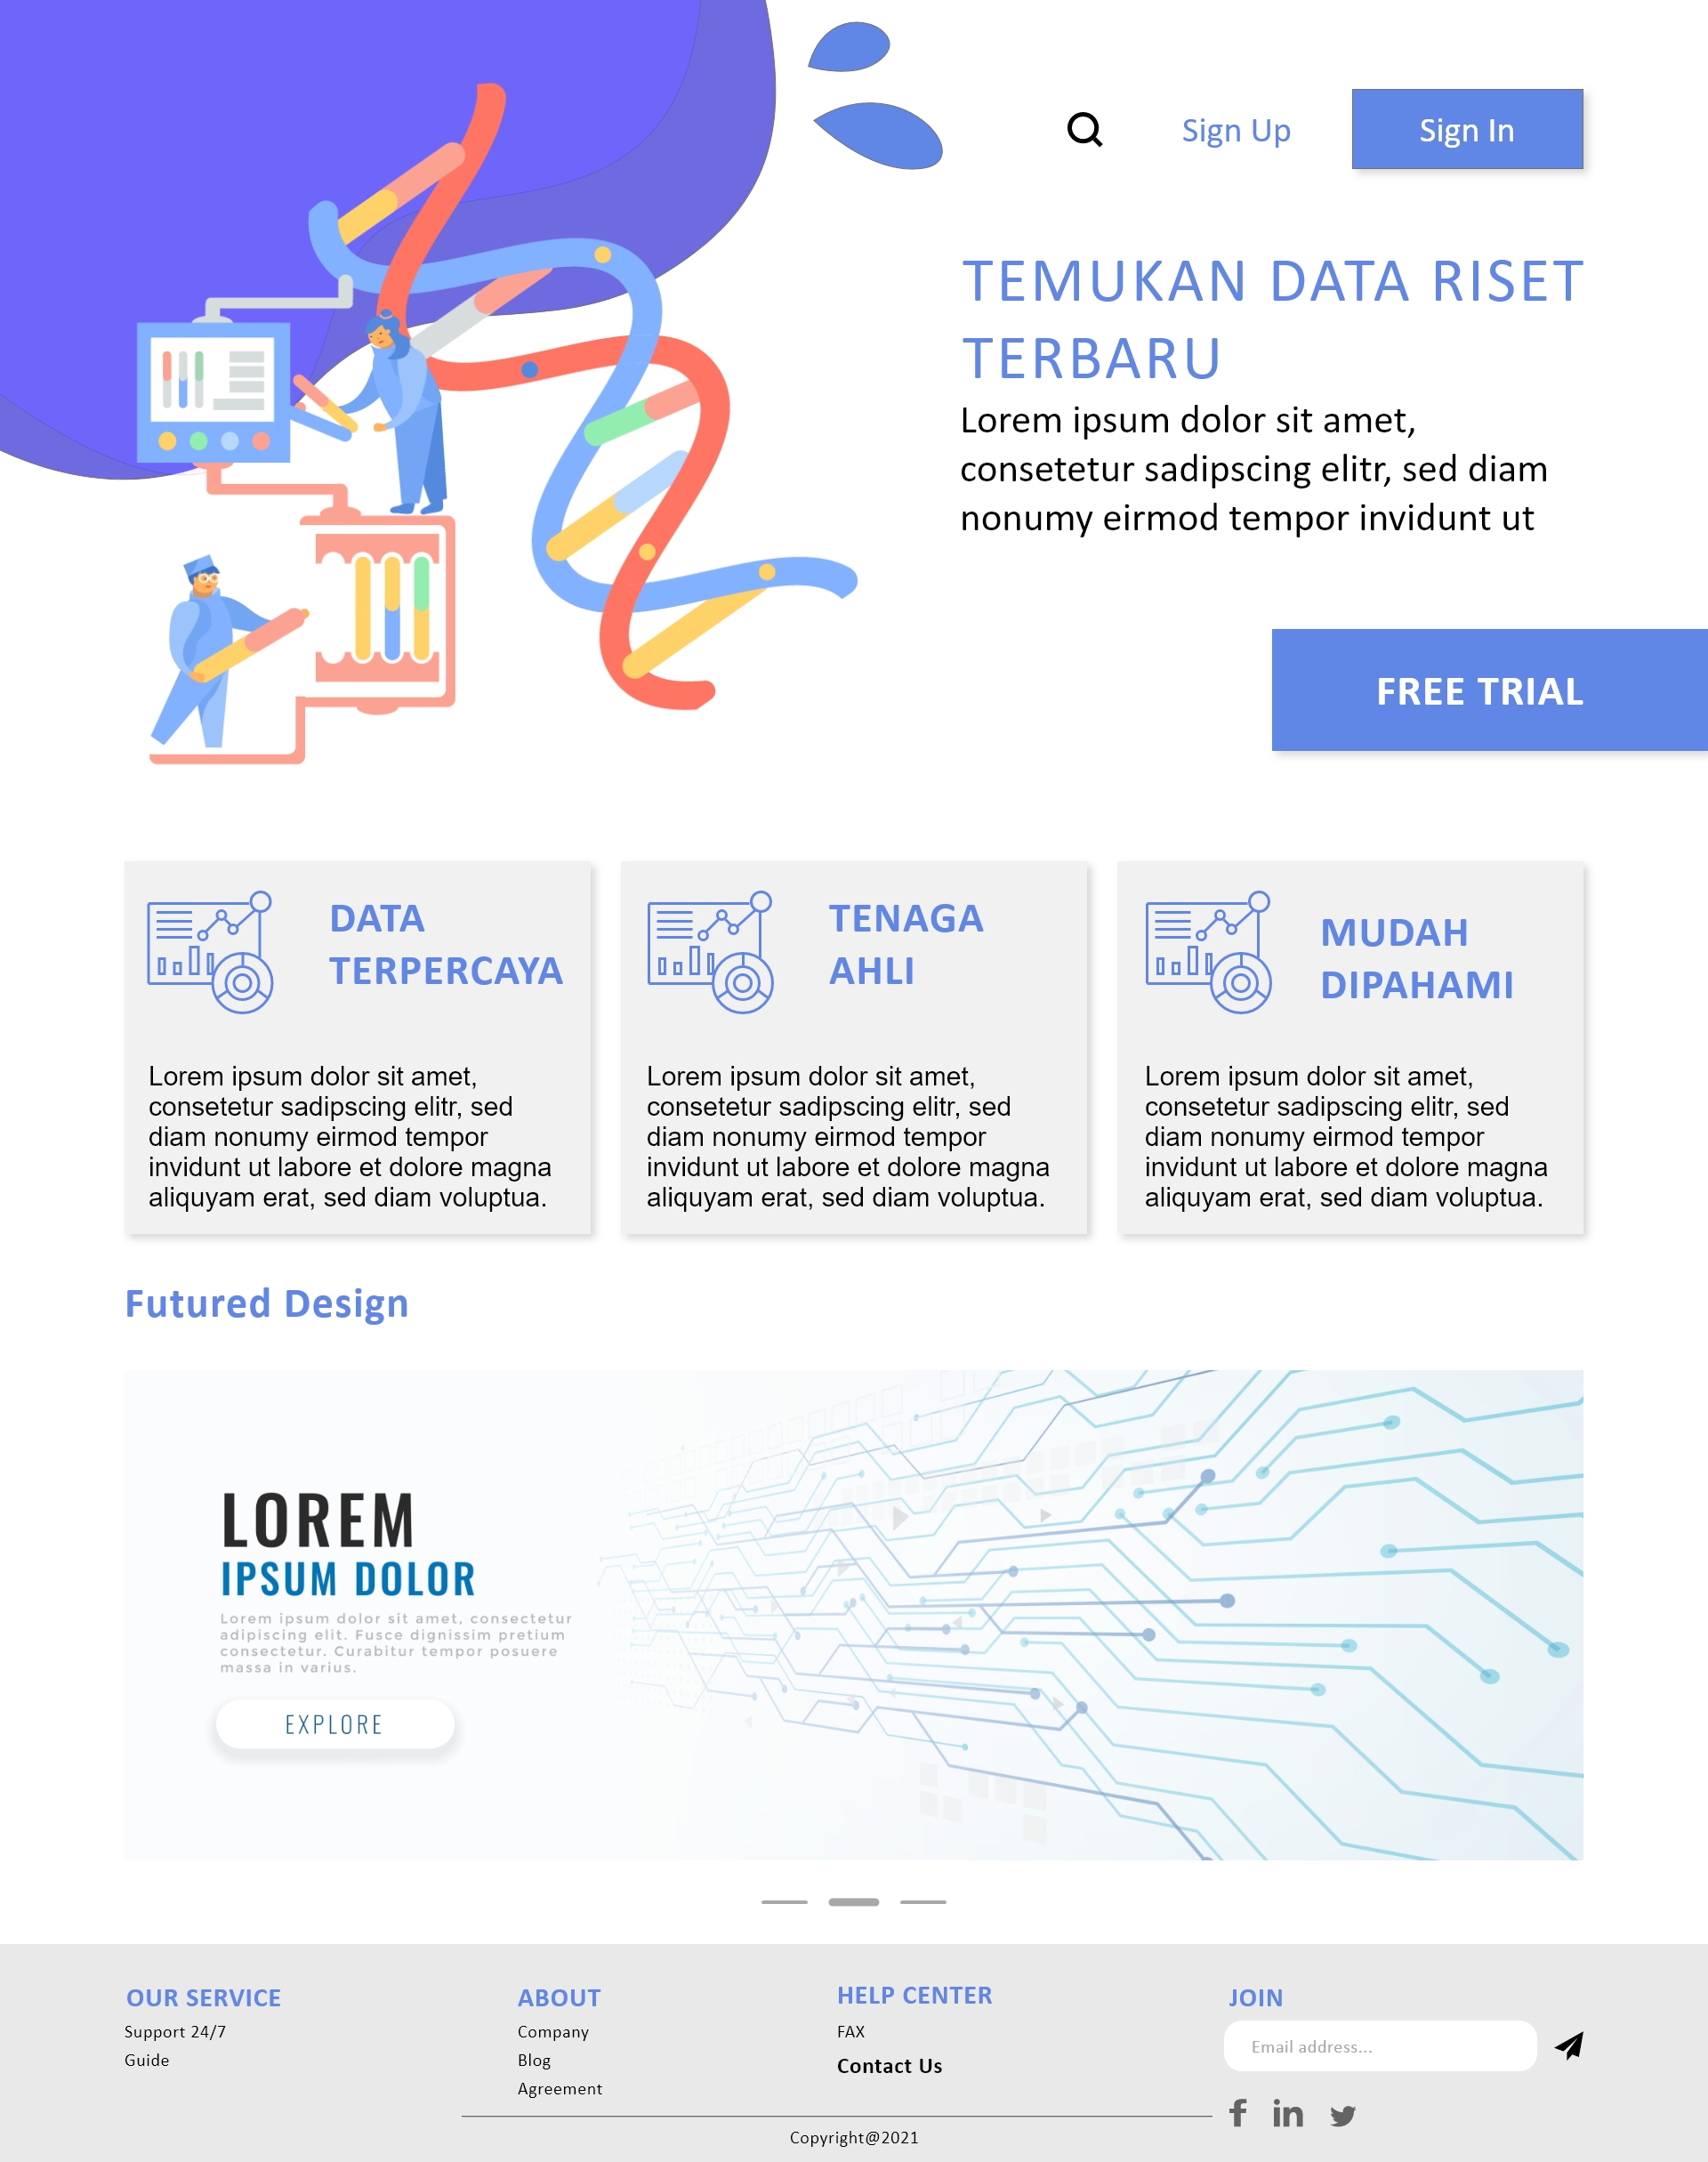 Sign Up
Sign In
TEMUKAN DATA RISET
TERBARU
Lorem ipsum dolor sit amet,
consetetur sadipscing elitr, sed diam
nonumy eirmod tempor invidunt ut
FREE TRIAL
DATA
TERPERCAYA
Lorem ipsum dolor sit amet,
consetetur sadipscing elitr, sed
diam nonumy eirmod tempor
invidunt ut labore et dolore magna
aliquyam erat, sed diam voluptua.
TENAGA
AHLI
Lorem ipsum dolor sit amet,
consetetur sadipscing elitr, sed
diam nonumy eirmod tempor
invidunt ut labore et dolore magna
aliquyam erat, sed diam voluptua.
MUDAH
DIPAHAMI
Lorem ipsum dolor sit amet,
consetetur sadipscing elitr, sed
diam nonumy eirmod tempor
invidunt ut labore et dolore magna
aliquyam erat, sed diam voluptua.
Futured Design
LOREM
IPSUM DOLOR
Lorem ipsum dolor sit amet, consectetur
adipiscing elit. Fusce dignissim pretium
consectetur. Curabitur tempor posuere
massa in varius.
EXPLORE
OUR SERVICE
Support 24/7
Guide
ABOUT
Company
Blog
Agreement
HELP CENTER
FAX
Contact Us
JOIN
Email address...
f in
Copyright@2021